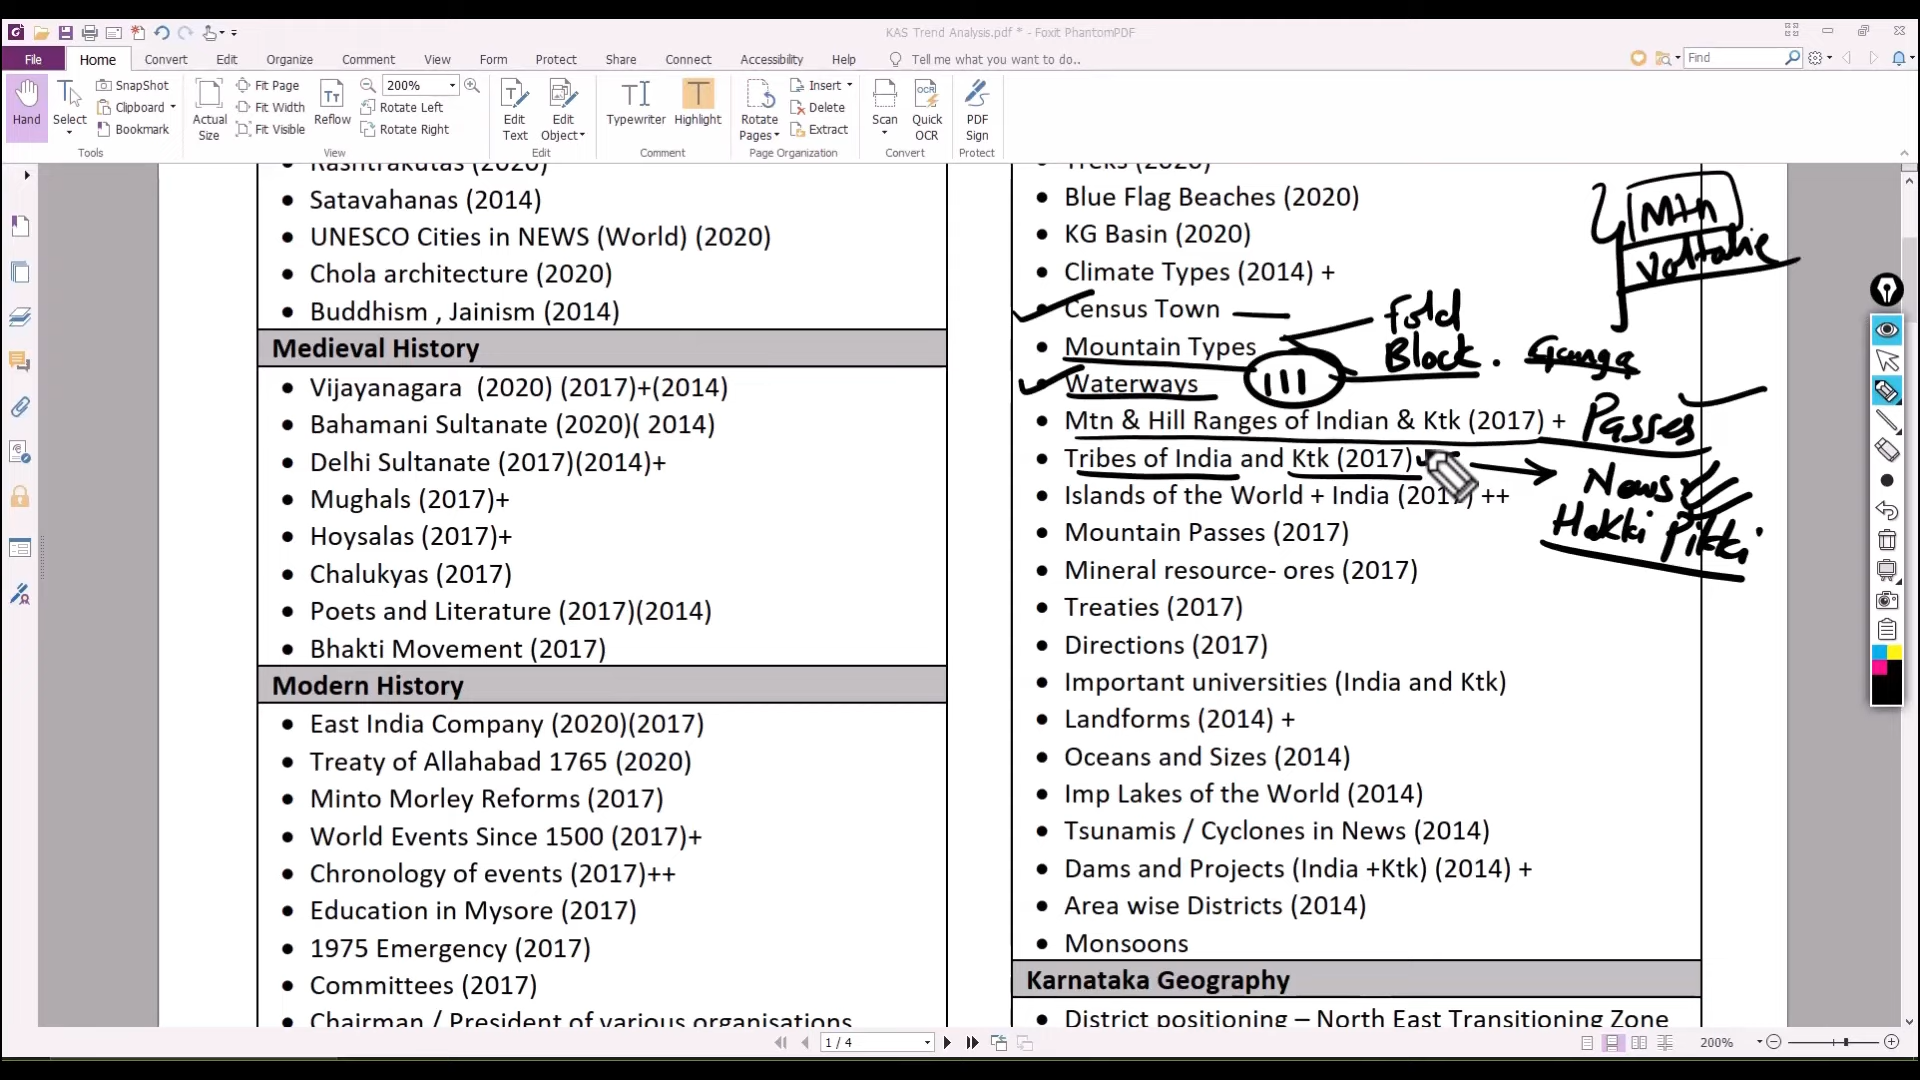 KAS Trend Analysis.pdf * - Foxit PhantomPDF
File Home Convert Edit Organize Comment View Form Protect Share Connect Accessibility Help Tell me what you want to do.. Find
Hand
Select
SnapShot
Clipboard
Bookmark
Tools
Actual Size
Fit Page
Fit Width
Fit Visible
Reflow
200%
Rotate Left
Rotate Right
View
Edit Text
Edit Object
Edit
Typewriter
Highlight
Comment
Rotate Pages
Insert
Delete
Extract
Page Organization
Scan
OCR
Quick OCR
Convert
PDF Sign
Protect
Rashtrakutas (2020)
• Satavahanas (2014)
• UNESCO Cities in NEWS (World) (2020)
• Chola architecture (2020)
• Buddhism , Jainism (2014)
Medieval History
• Vijayanagara (2020) (2017)+(2014)
• Bahamani Sultanate (2020)( 2014)
• Delhi Sultanate (2017)(2014)+
• Mughals (2017)+
• Hoysalas (2017)+
• Chalukyas (2017)
• Poets and Literature (2017)(2014)
• Bhakti Movement (2017)
Modern History
• East India Company (2020)(2017)
• Treaty of Allahabad 1765 (2020)
• Minto Morley Reforms (2017)
• World Events Since 1500 (2017)+
• Chronology of events (2017)++
• Education in Mysore (2017)
• 1975 Emergency (2017)
• Committees (2017)
• Chairman / President of various organisations
Treks (2020)
• Blue Flag Beaches (2020)
• KG Basin (2020)
• Climate Types (2014) +
• Census Town
• Mountain Types
• Waterways
• Mtn & Hill Ranges of Indian & Ktk (2017) +
• Tribes of India and Ktk (2017)
• Islands of the World + India (2017) ++
• Mountain Passes (2017)
• Mineral resource- ores (2017)
• Treaties (2017)
• Directions (2017)
• Important universities (India and Ktk)
• Landforms (2014) +
• Oceans and Sizes (2014)
• Imp Lakes of the World (2014)
• Tsunamis / Cyclones in News (2014)
• Dams and Projects (India +Ktk) (2014) +
• Area wise Districts (2014)
• Monsoons
Karnataka Geography
• District positioning – North East Transitioning Zone
Mtn
Fold
Block.
Ganga
111
Passes
News
Hakki Pikki
1 / 4
200%